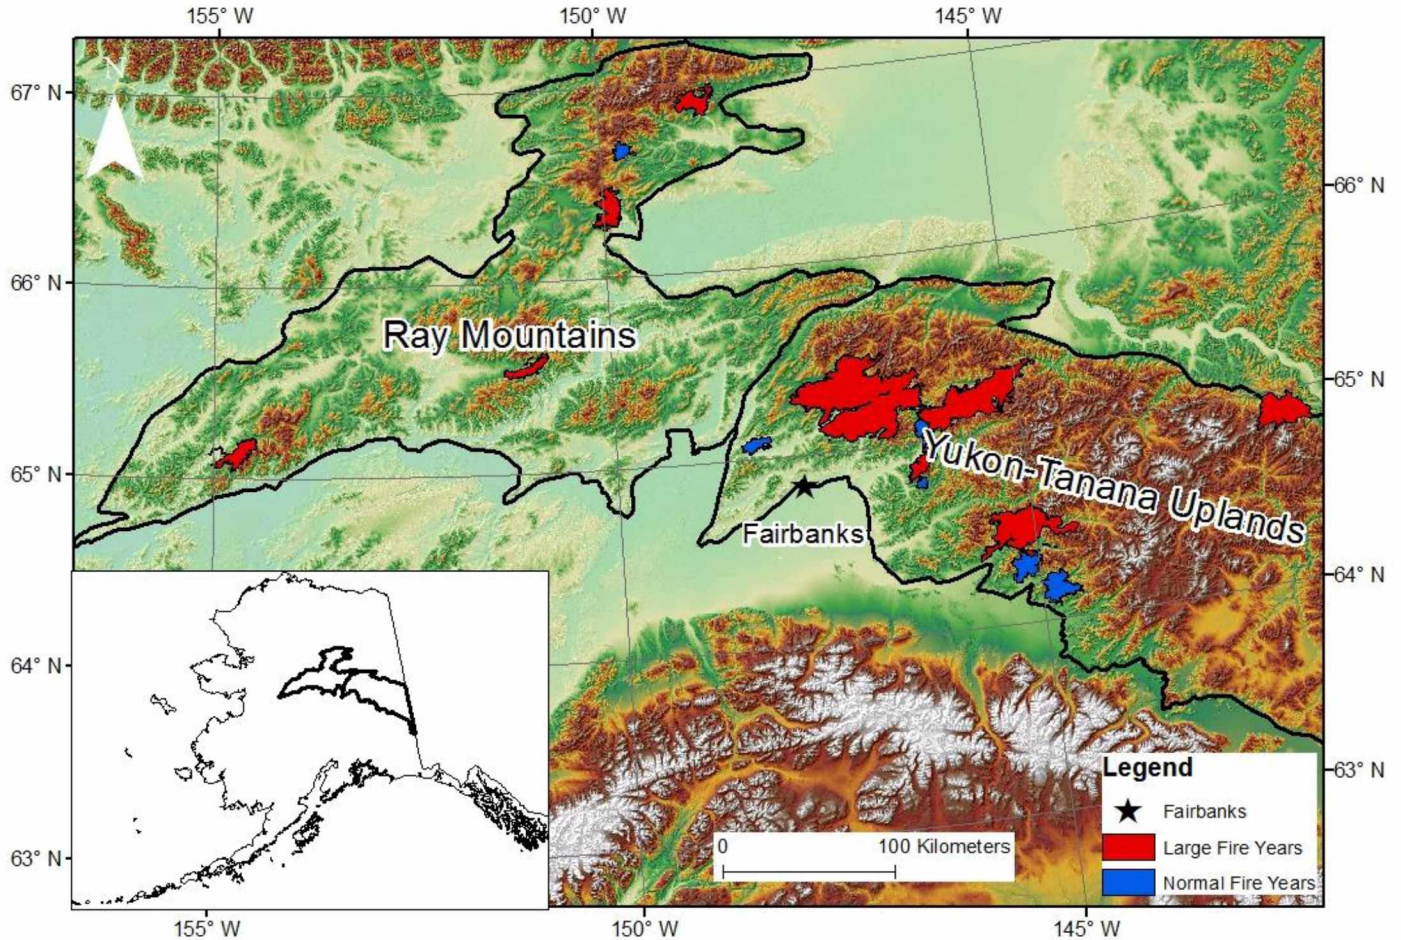 155° W 150° W 145° W
N
67° N
66° N
66° N
Ray Mountains
65° N
65° N
Yukon-Tanana Uplands
Fairbanks
64° N
64° N
63° N
Legend
Fairbanks
0 100 Kilometers
Large Fire Years
63° N
Normal Fire Years
155° W 150° W 145° W